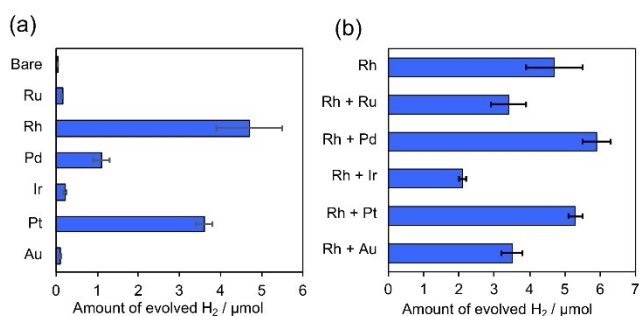 (a)
Bare
Ru
Rh
Pd
Ir
Pt
Au
0 1 2 3 4 5 6
Amount of evolved H₂ / μmol
(b)
Rh
Rh + Ru
Rh + Pd
Rh + Ir
Rh + Pt
Rh + Au
0 1 2 3 4 5 6 7
Amount of evolved H₂ / μmol